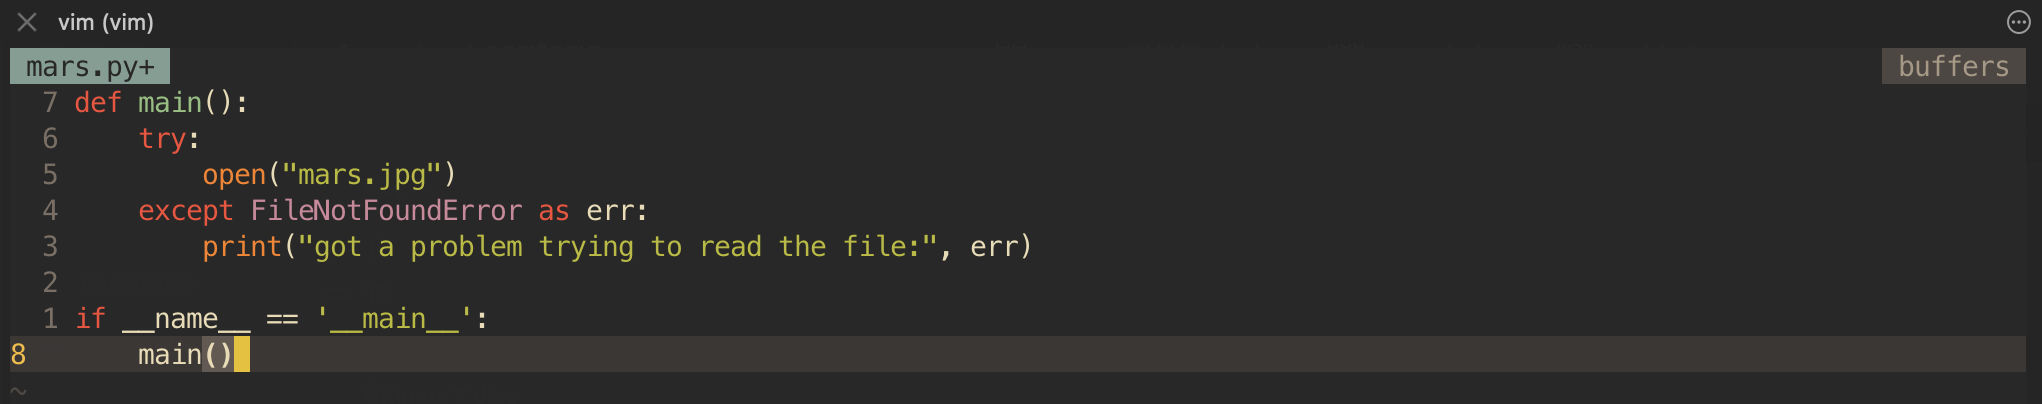 vim (vim)
mars.py+ buffers
7 def main():
6     try:
5         open("mars.jpg")
4     except FileNotFoundError as err:
3         print("got a problem trying to read the file:", err)
2
1 if __name__ == '__main__':
8     main()
~